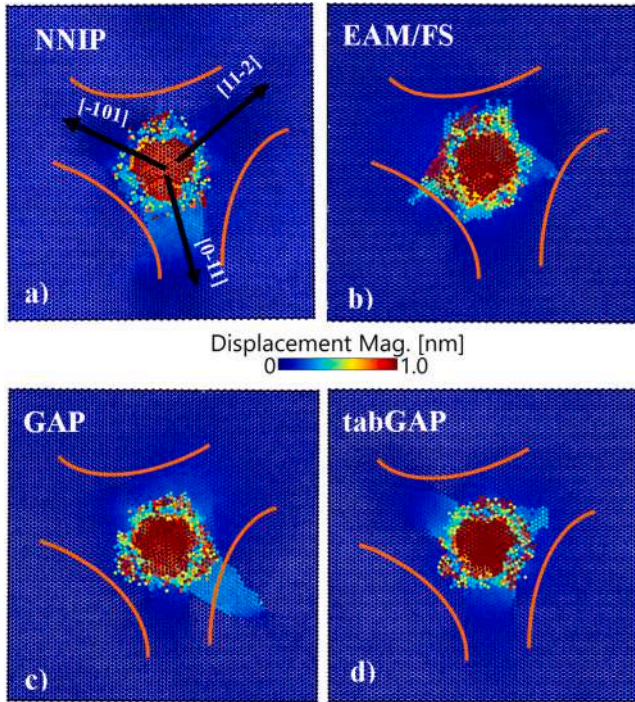 NNIP
[-101]
[11-2]
[0-11]
a)
EAM/FS
b)
Displacement Mag. [nm]
0 1.0
GAP
c)
tabGAP
d)